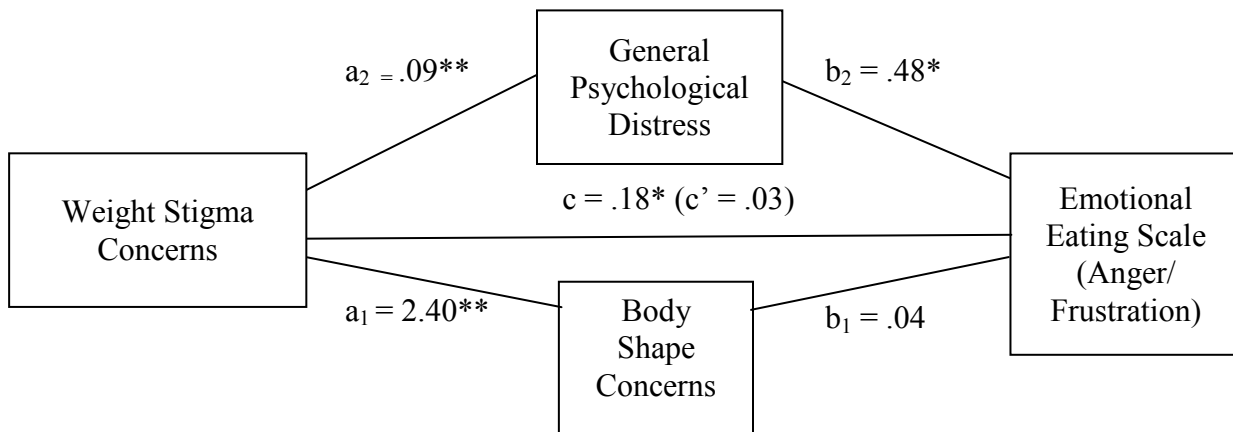 General
Psychological
Distress
a₂ = .09**
b₂ = .48*
Weight Stigma
Concerns
c = .18* (c’ = .03)
Emotional
Eating Scale
(Anger/
Frustration)
a₁ = 2.40**
Body
Shape
Concerns
b₁ = .04